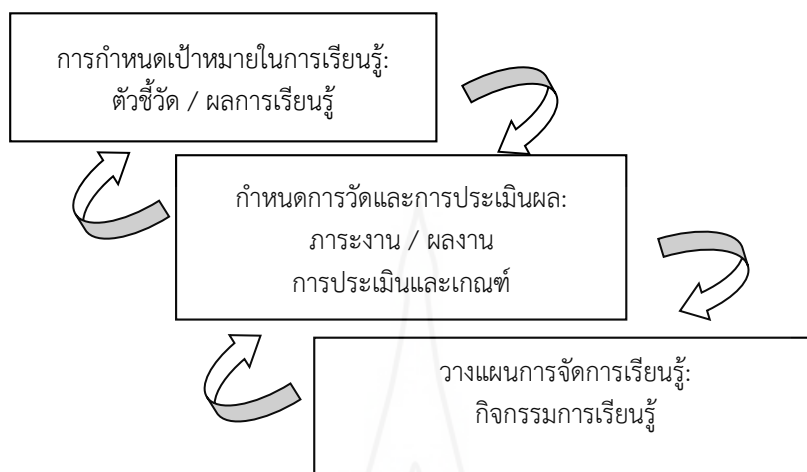 การกำหนดเป้าหมายในการเรียนรู้:
ตัวชี้วัด / ผลการเรียนรู้
กำหนดการวัดและการประเมินผล:
ภาระงาน / ผลงาน
การประเมินและเกณฑ์
วางแผนการจัดการเรียนรู้:
กิจกรรมการเรียนรู้